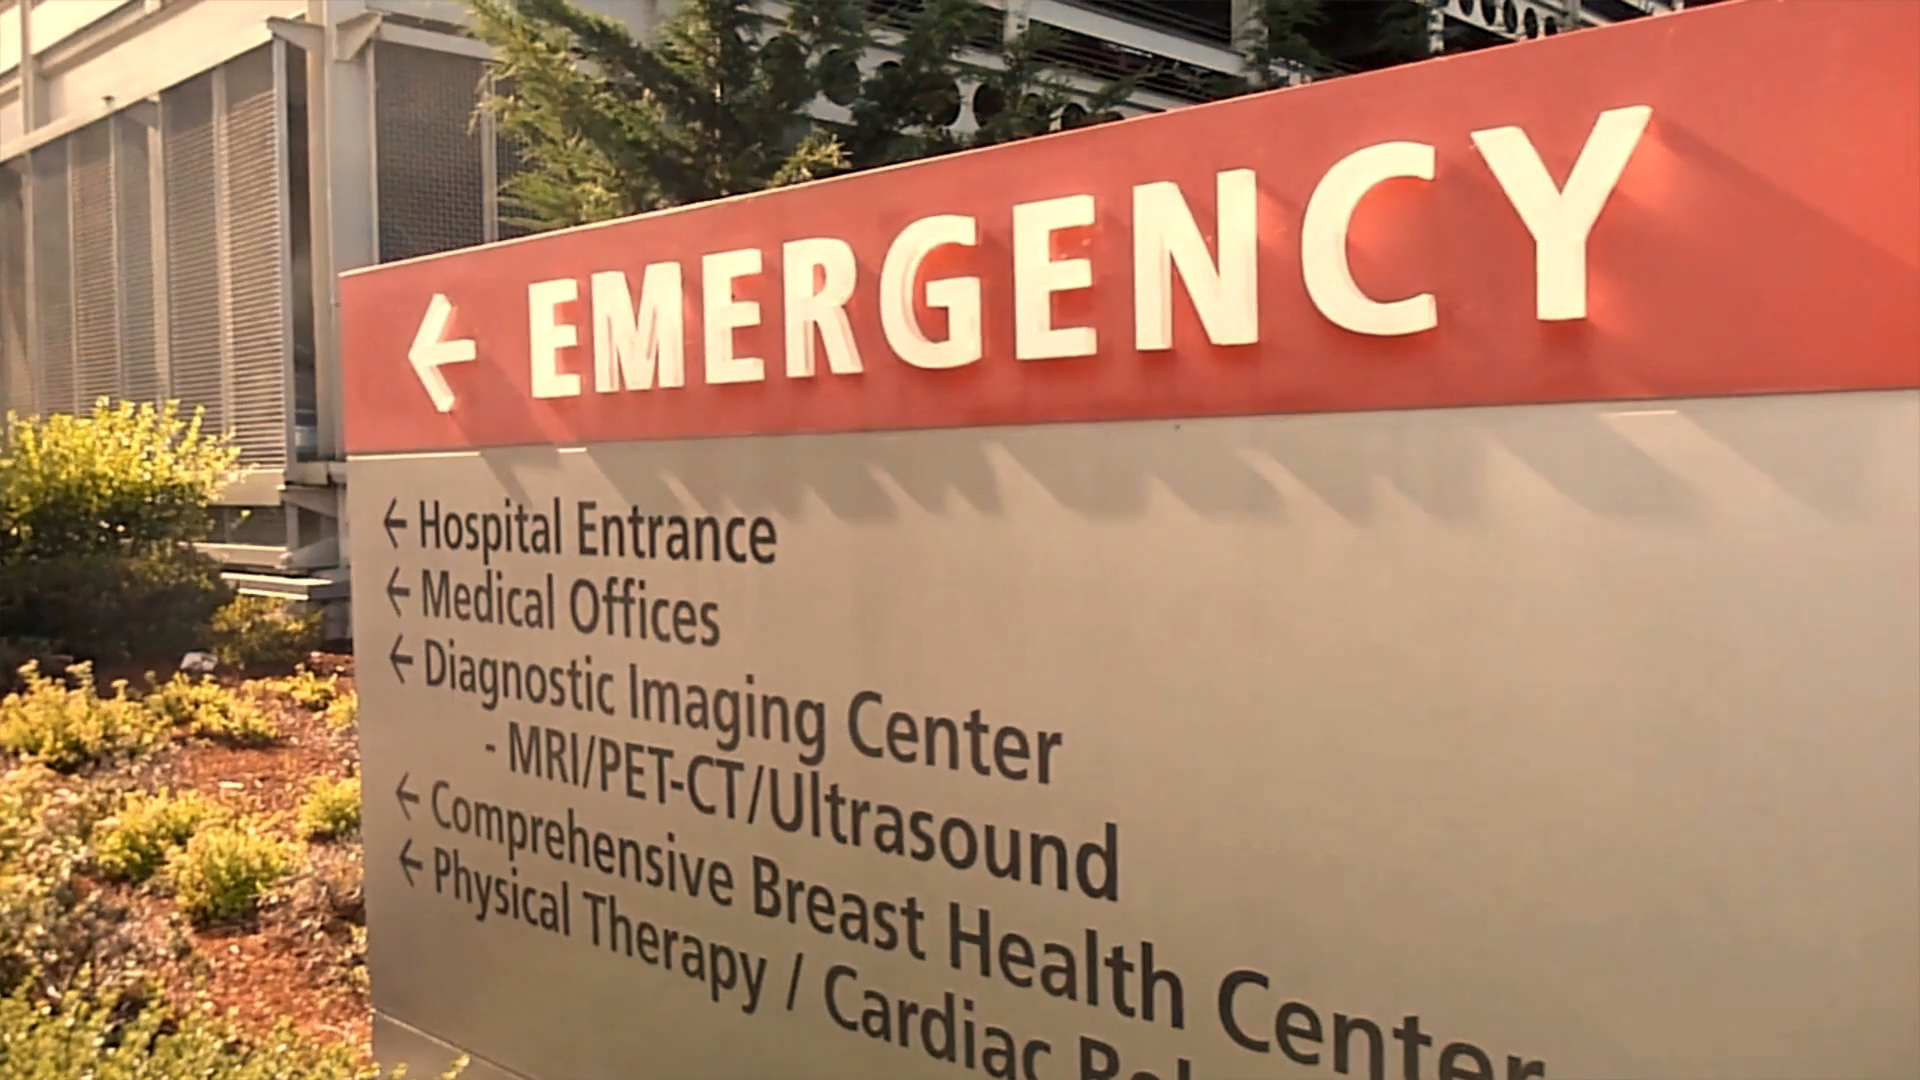 ← EMERGENCY
← Hospital Entrance
← Medical Offices
← Diagnostic Imaging Center
- MRI/PET-CT/Ultrasound
← Comprehensive Breast Health Center
← Physical Therapy / Cardiac